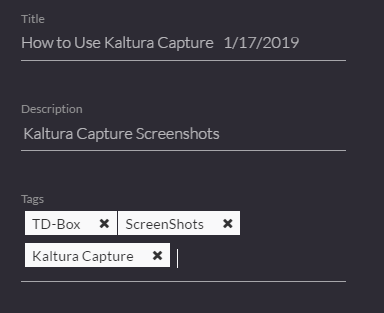 Title
How to Use Kaltura Capture 1/17/2019
Description
Kaltura Capture Screenshots
Tags
TD-Box ✖ ScreenShots ✖
Kaltura Capture ✖